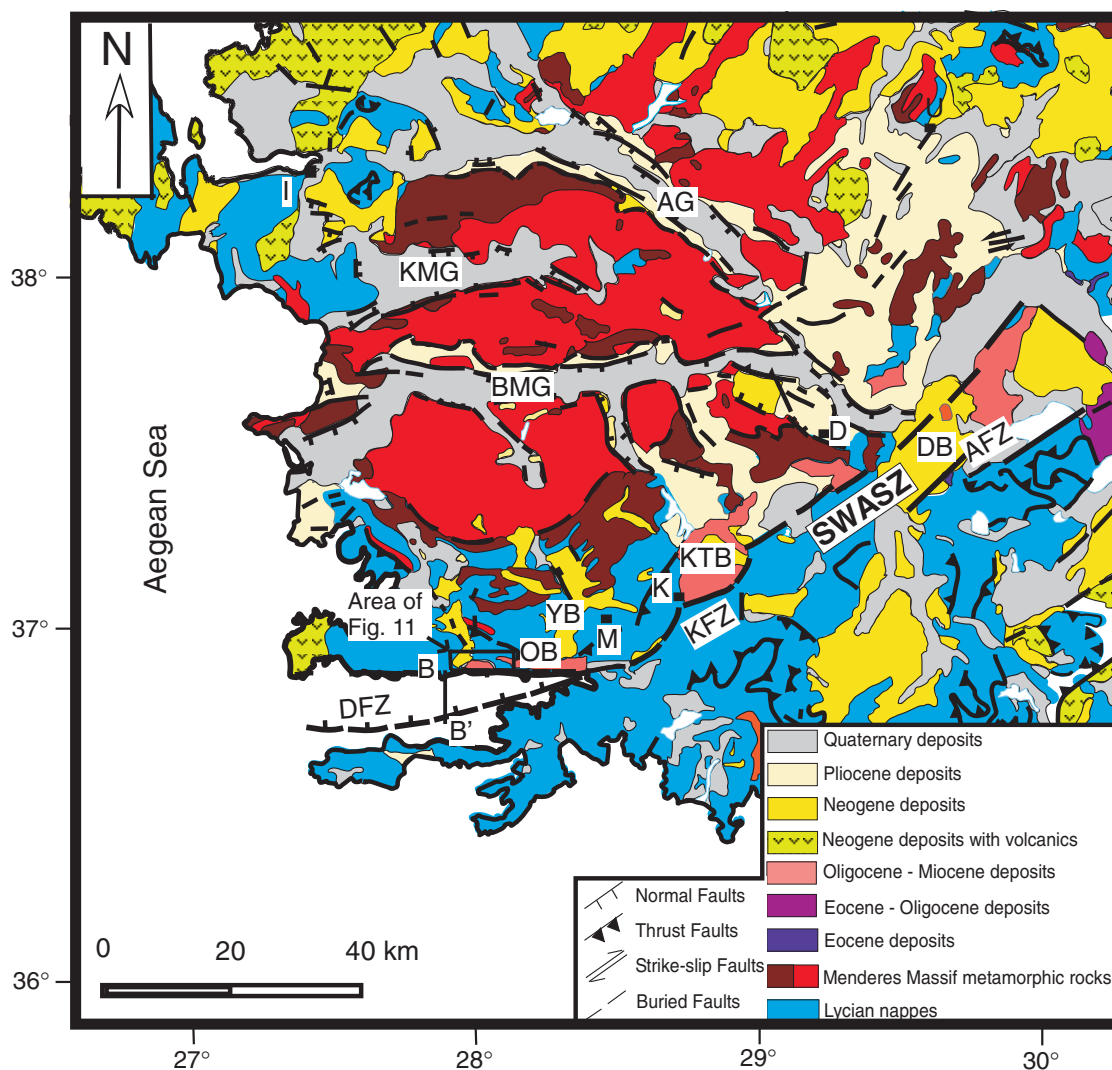 N
I
AG
U
38°
KMG
BMG
D
DB
AFZ
SWASZ
Aegean Sea
KTB
K
KFZ
Area of
Fig. 11
YB
M
37°
OB
B
DFZ
B’
Quaternary deposits
Pliocene deposits
Neogene deposits
Neogene deposits with volcanics
Oligocene - Miocene deposits
Eocene - Oligocene deposits
Eocene deposits
Menderes Massif metamorphic rocks
Lycian nappes
Normal Faults
Thrust Faults
Strike-slip Faults
Buried Faults
0 20 40 km
36°
27° 28° 29° 30°